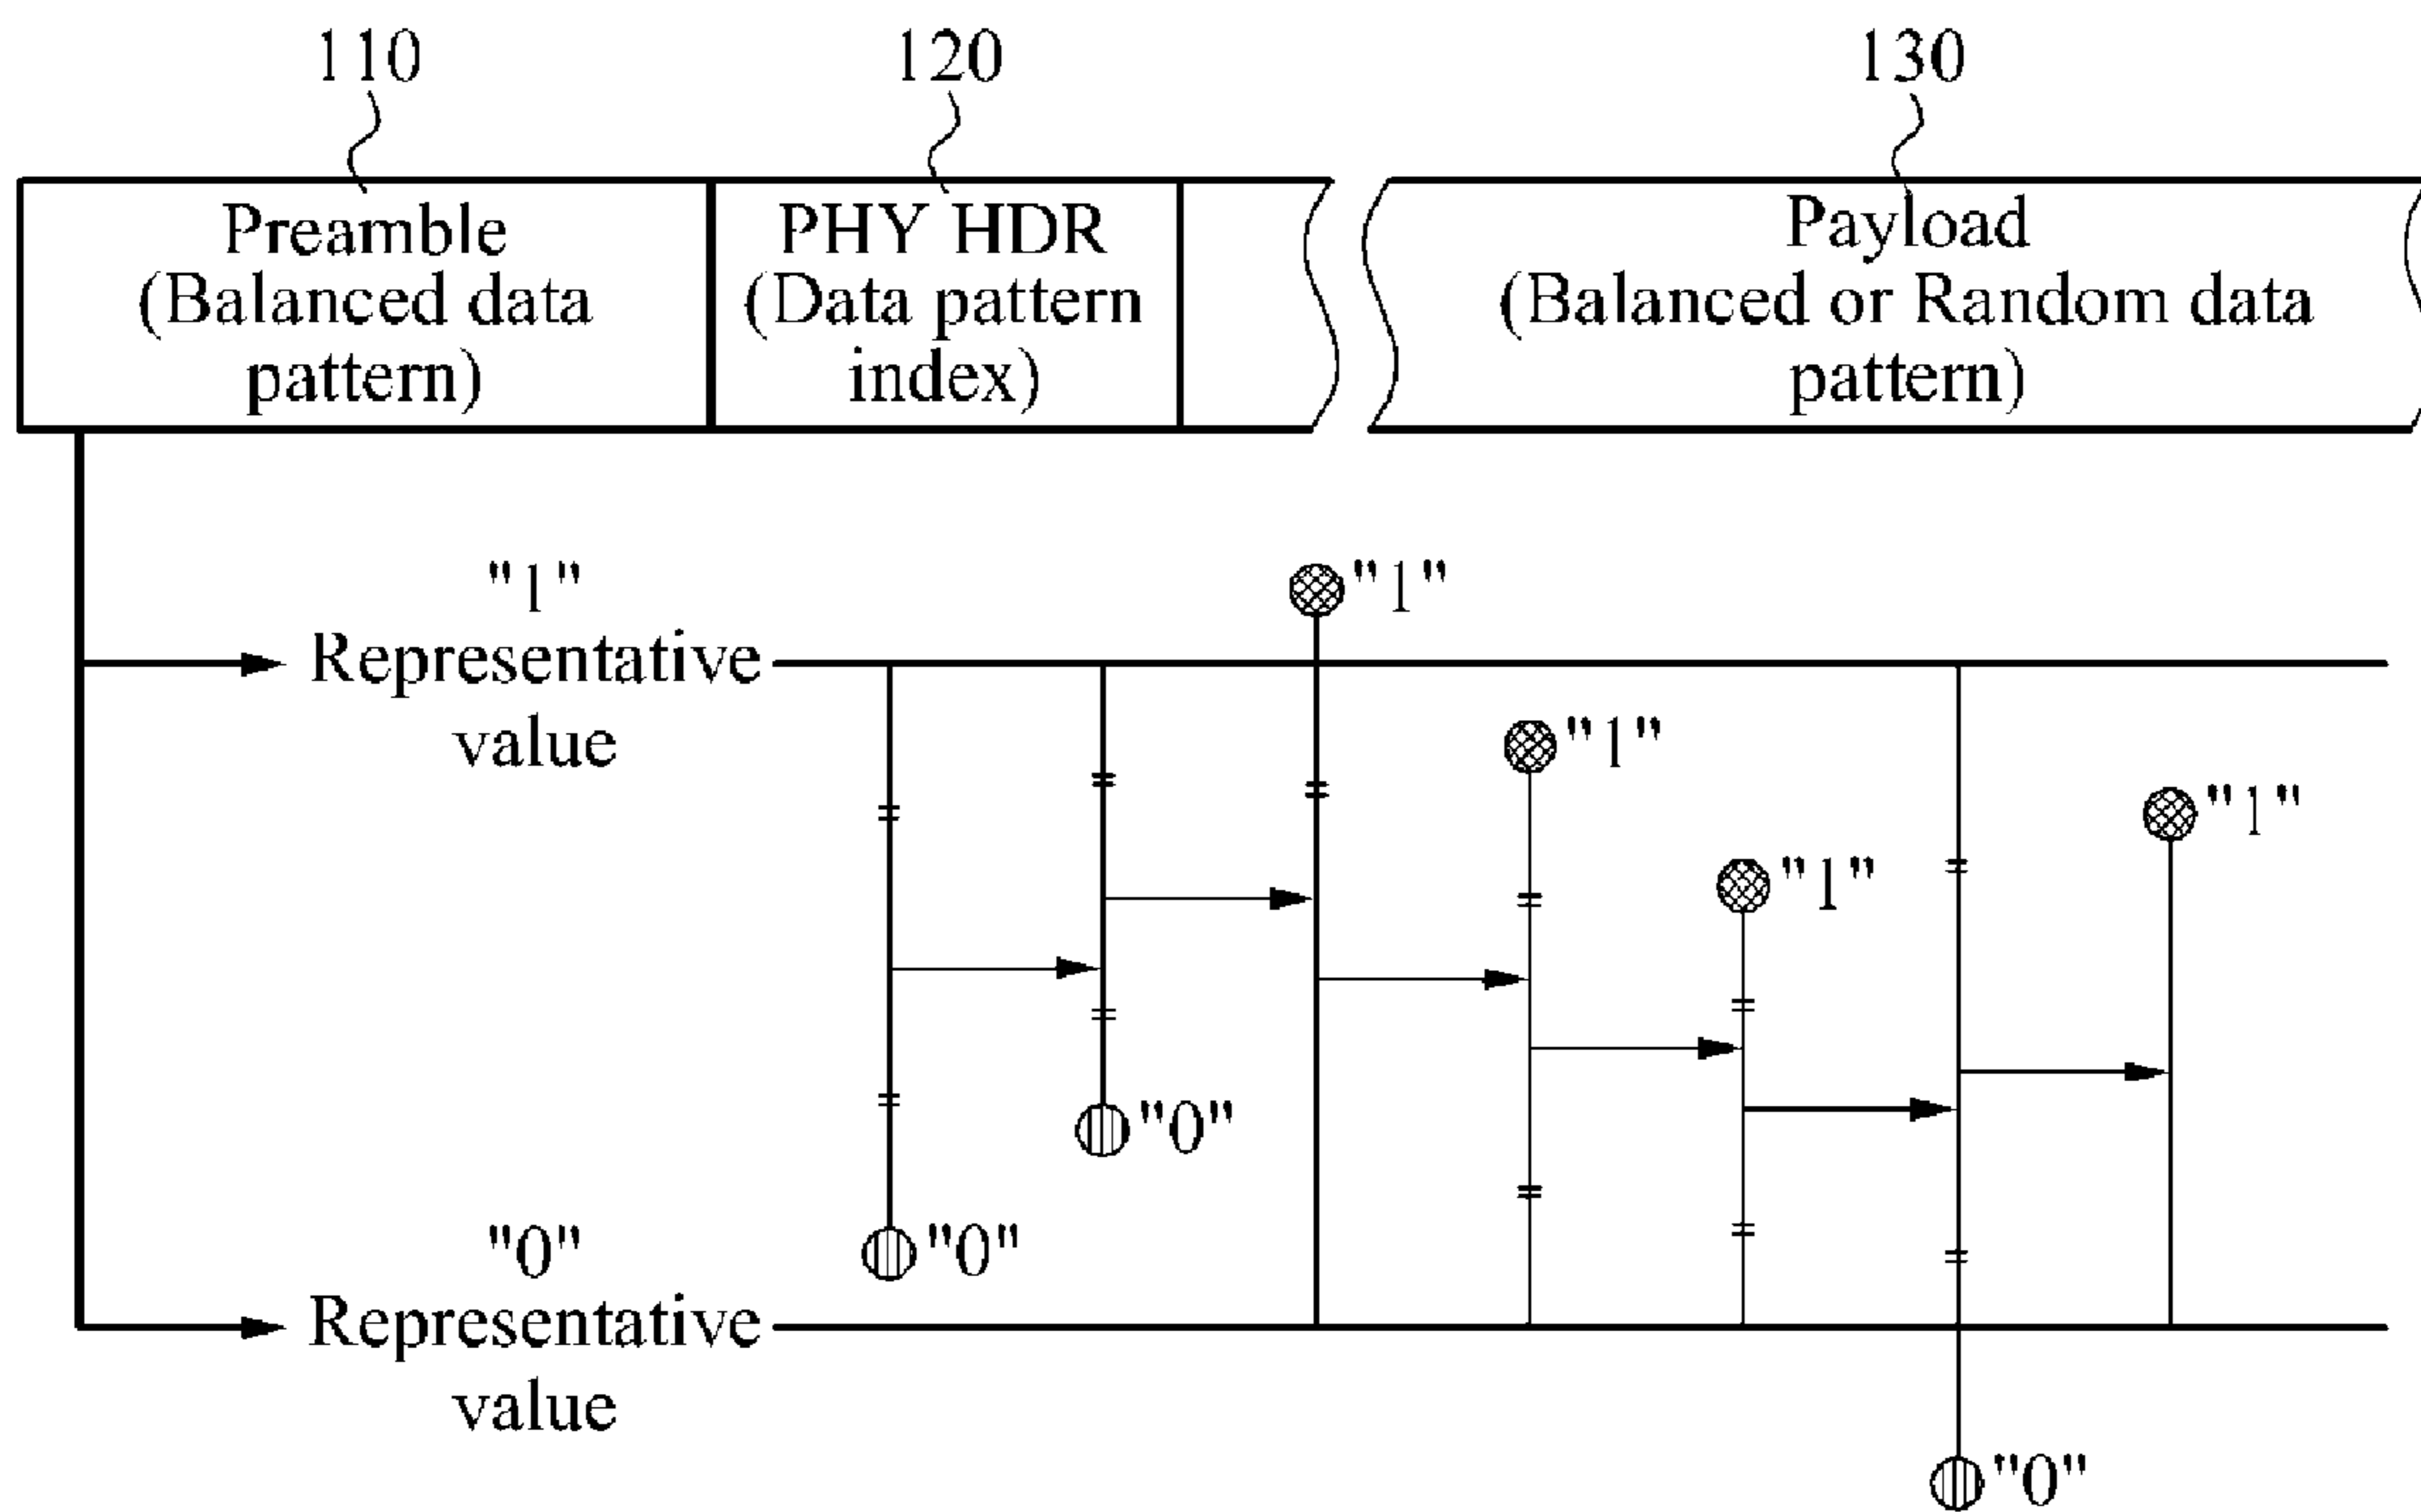 110 120 130
Preamble
(Balanced data
pattern)
PHY HDR
(Data pattern
index)
Payload
(Balanced or Random data
pattern)
"1"
Representative
value
"1"
"1"
"1"
"1"
"0"
"0"
"0"
Representative
value
"0"